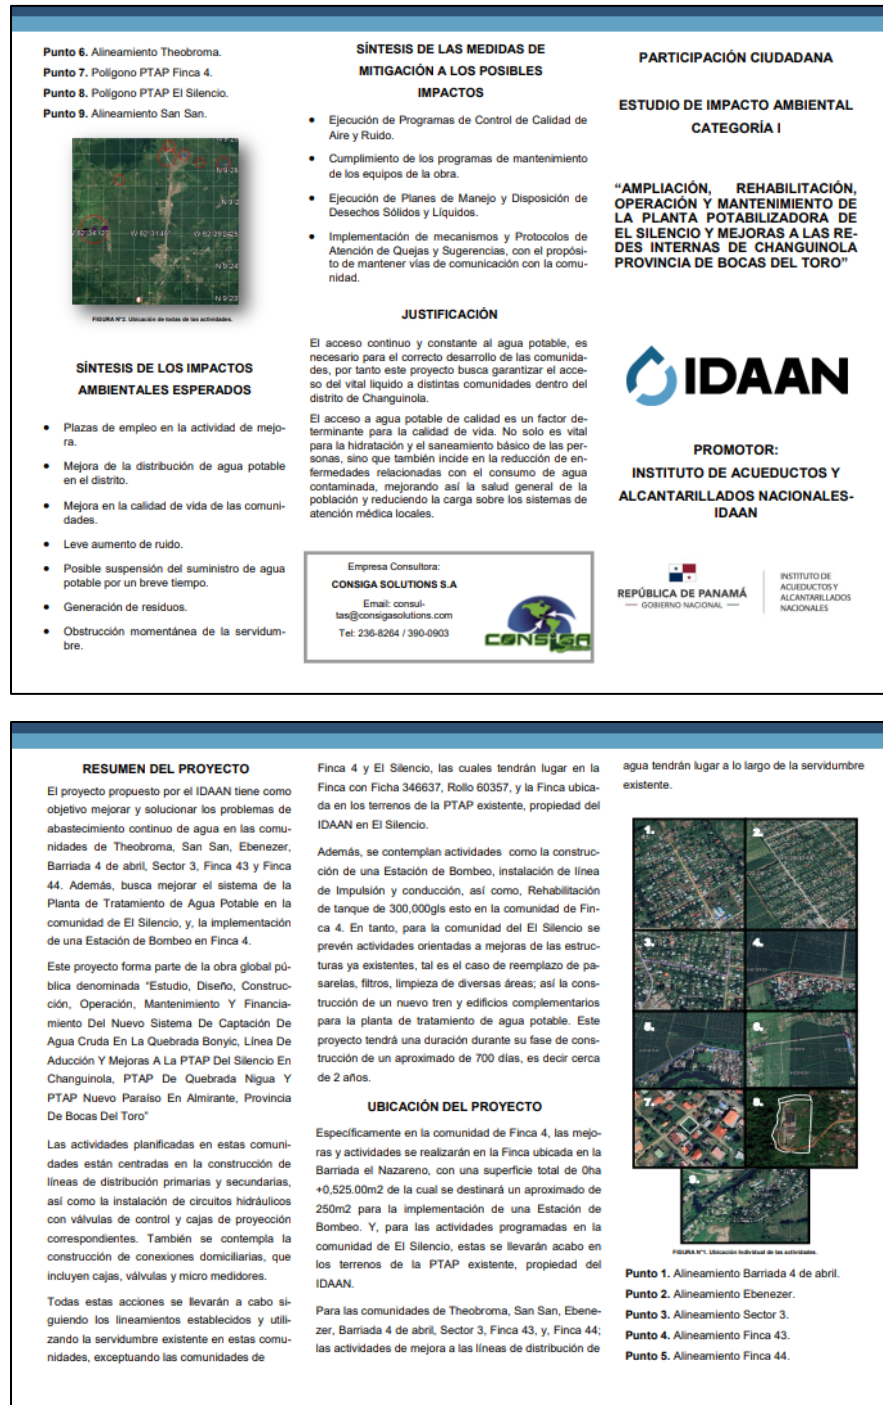 Punto 6. Alineamiento Theobroma.
Punto 7. Polígono PTAP Finca 4.
Punto 8. Polígono PTAP El Silencio.
Punto 9. Alineamiento San San.
FIGURA N°2. Ubicación de todas de las actividades.
SÍNTESIS DE LOS IMPACTOS
AMBIENTALES ESPERADOS
• Plazas de empleo en la actividad de mejo-
ra.
• Mejora de la distribución de agua potable
en el distrito.
• Mejora en la calidad de vida de las comuni-
dades.
• Leve aumento de ruido.
• Posible suspensión del suministro de agua
potable por un breve tiempo.
• Generación de residuos.
• Obstrucción momentánea de la servidum-
bre.
SÍNTESIS DE LAS MEDIDAS DE
MITIGACIÓN A LOS POSIBLES
IMPACTOS
• Ejecución de Programas de Control de Calidad de
Aire y Ruido.
• Cumplimiento de los programas de mantenimiento
de los equipos de la obra.
• Ejecución de Planes de Manejo y Disposición de
Desechos Sólidos y Líquidos.
• Implementación de mecanismos y Protocolos de
Atención de Quejas y Sugerencias, con el propósi-
to de mantener vías de comunicación con la comu-
nidad.
JUSTIFICACIÓN
El acceso continuo y constante al agua potable, es
necesario para el correcto desarrollo de las comunida-
des, por tanto este proyecto busca garantizar el acce-
so del vital liquido a distintas comunidades dentro del
distrito de Changuinola.
El acceso a agua potable de calidad es un factor de-
terminante para la calidad de vida. No solo es vital
para la hidratación y el saneamiento básico de las per-
sonas, sino que también incide en la reducción de en-
fermedades relacionadas con el consumo de agua
contaminada, mejorando así la salud general de la
población y reduciendo la carga sobre los sistemas de
atención médica locales.
Empresa Consultora:
CONSIGA SOLUTIONS S.A
Email: consul-
tas@consigasolutions.com
Tel: 236-8264 / 390-0903
CONSIGA
PARTICIPACIÓN CIUDADANA
ESTUDIO DE IMPACTO AMBIENTAL
CATEGORÍA I
“AMPLIACIÓN, REHABILITACIÓN,
OPERACIÓN Y MANTENIMIENTO DE
LA PLANTA POTABILIZADORA DE
EL SILENCIO Y MEJORAS A LAS RE-
DES INTERNAS DE CHANGUINOLA
PROVINCIA DE BOCAS DEL TORO”
IDAAN
PROMOTOR:
INSTITUTO DE ACUEDUCTOS Y
ALCANTARILLADOS NACIONALES-
IDAAN
REPÚBLICA DE PANAMÁ
— GOBIERNO NACIONAL —
INSTITUTO DE
ACUEDUCTOS Y
ALCANTARILLADOS
NACIONALES
RESUMEN DEL PROYECTO
El proyecto propuesto por el IDAAN tiene como
objetivo mejorar y solucionar los problemas de
abastecimiento continuo de agua en las comu-
nidades de Theobroma, San San, Ebenezer,
Barriada 4 de abril, Sector 3, Finca 43 y Finca
44. Además, busca mejorar el sistema de la
Planta de Tratamiento de Agua Potable en la
comunidad de El Silencio, y, la implementación
de una Estación de Bombeo en Finca 4.
Este proyecto forma parte de la obra global pú-
blica denominada “Estudio, Diseño, Construc-
ción, Operación, Mantenimiento Y Financia-
miento Del Nuevo Sistema De Captación De
Agua Cruda En La Quebrada Bonyic, Línea De
Aducción Y Mejoras A La PTAP Del Silencio En
Changuinola, PTAP De Quebrada Nigua Y
PTAP Nuevo Paraíso En Almirante, Provincia
De Bocas Del Toro”
Las actividades planificadas en estas comuni-
dades están centradas en la construcción de
líneas de distribución primarias y secundarias,
así como la instalación de circuitos hidráulicos
con válvulas de control y cajas de proyección
correspondientes. También se contempla la
construcción de conexiones domiciliarias, que
incluyen cajas, válvulas y micro medidores.
Todas estas acciones se llevarán a cabo si-
guiendo los lineamientos establecidos y utili-
zando la servidumbre existente en estas comu-
nidades, exceptuando las comunidades de
Finca 4 y El Silencio, las cuales tendrán lugar en la
Finca con Ficha 346637, Rollo 60357, y la Finca ubica-
da en los terrenos de la PTAP existente, propiedad del
IDAAN en El Silencio.
Además, se contemplan actividades como la construc-
ción de una Estación de Bombeo, instalación de línea
de Impulsión y conducción, así como, Rehabilitación
de tanque de 300,000gls esto en la comunidad de Fin-
ca 4. En tanto, para la comunidad del El Silencio se
prevén actividades orientadas a mejoras de las estruc-
turas ya existentes, tal es el caso de reemplazo de pa-
sarelas, filtros, limpieza de diversas áreas; así la cons-
trucción de un nuevo tren y edificios complementarios
para la planta de tratamiento de agua potable. Este
proyecto tendrá una duración durante su fase de cons-
trucción de un aproximado de 700 días, es decir cerca
de 2 años.
UBICACIÓN DEL PROYECTO
Específicamente en la comunidad de Finca 4, las mejo-
ras y actividades se realizarán en la Finca ubicada en la
Barriada el Nazareno, con una superficie total de 0ha
+0,525.00m2 de la cual se destinará un aproximado de
250m2 para la implementación de una Estación de
Bombeo. Y, para las actividades programadas en la
comunidad de El Silencio, estas se llevarán acabo en
los terrenos de la PTAP existente, propiedad del
IDAAN.
Para las comunidades de Theobroma, San San, Ebene-
zer, Barriada 4 de abril, Sector 3, Finca 43, y, Finca 44;
las actividades de mejora a las líneas de distribución de
agua tendrán lugar a lo largo de la servidumbre
existente.
1. 2.
3. 4.
5. 6.
7. 8.
FIGURA N°1. Ubicación Individual de las actividades.
Punto 1. Alineamiento Barriada 4 de abril.
Punto 2. Alineamiento Ebenezer.
Punto 3. Alineamiento Sector 3.
Punto 4. Alineamiento Finca 43.
Punto 5. Alineamiento Finca 44.